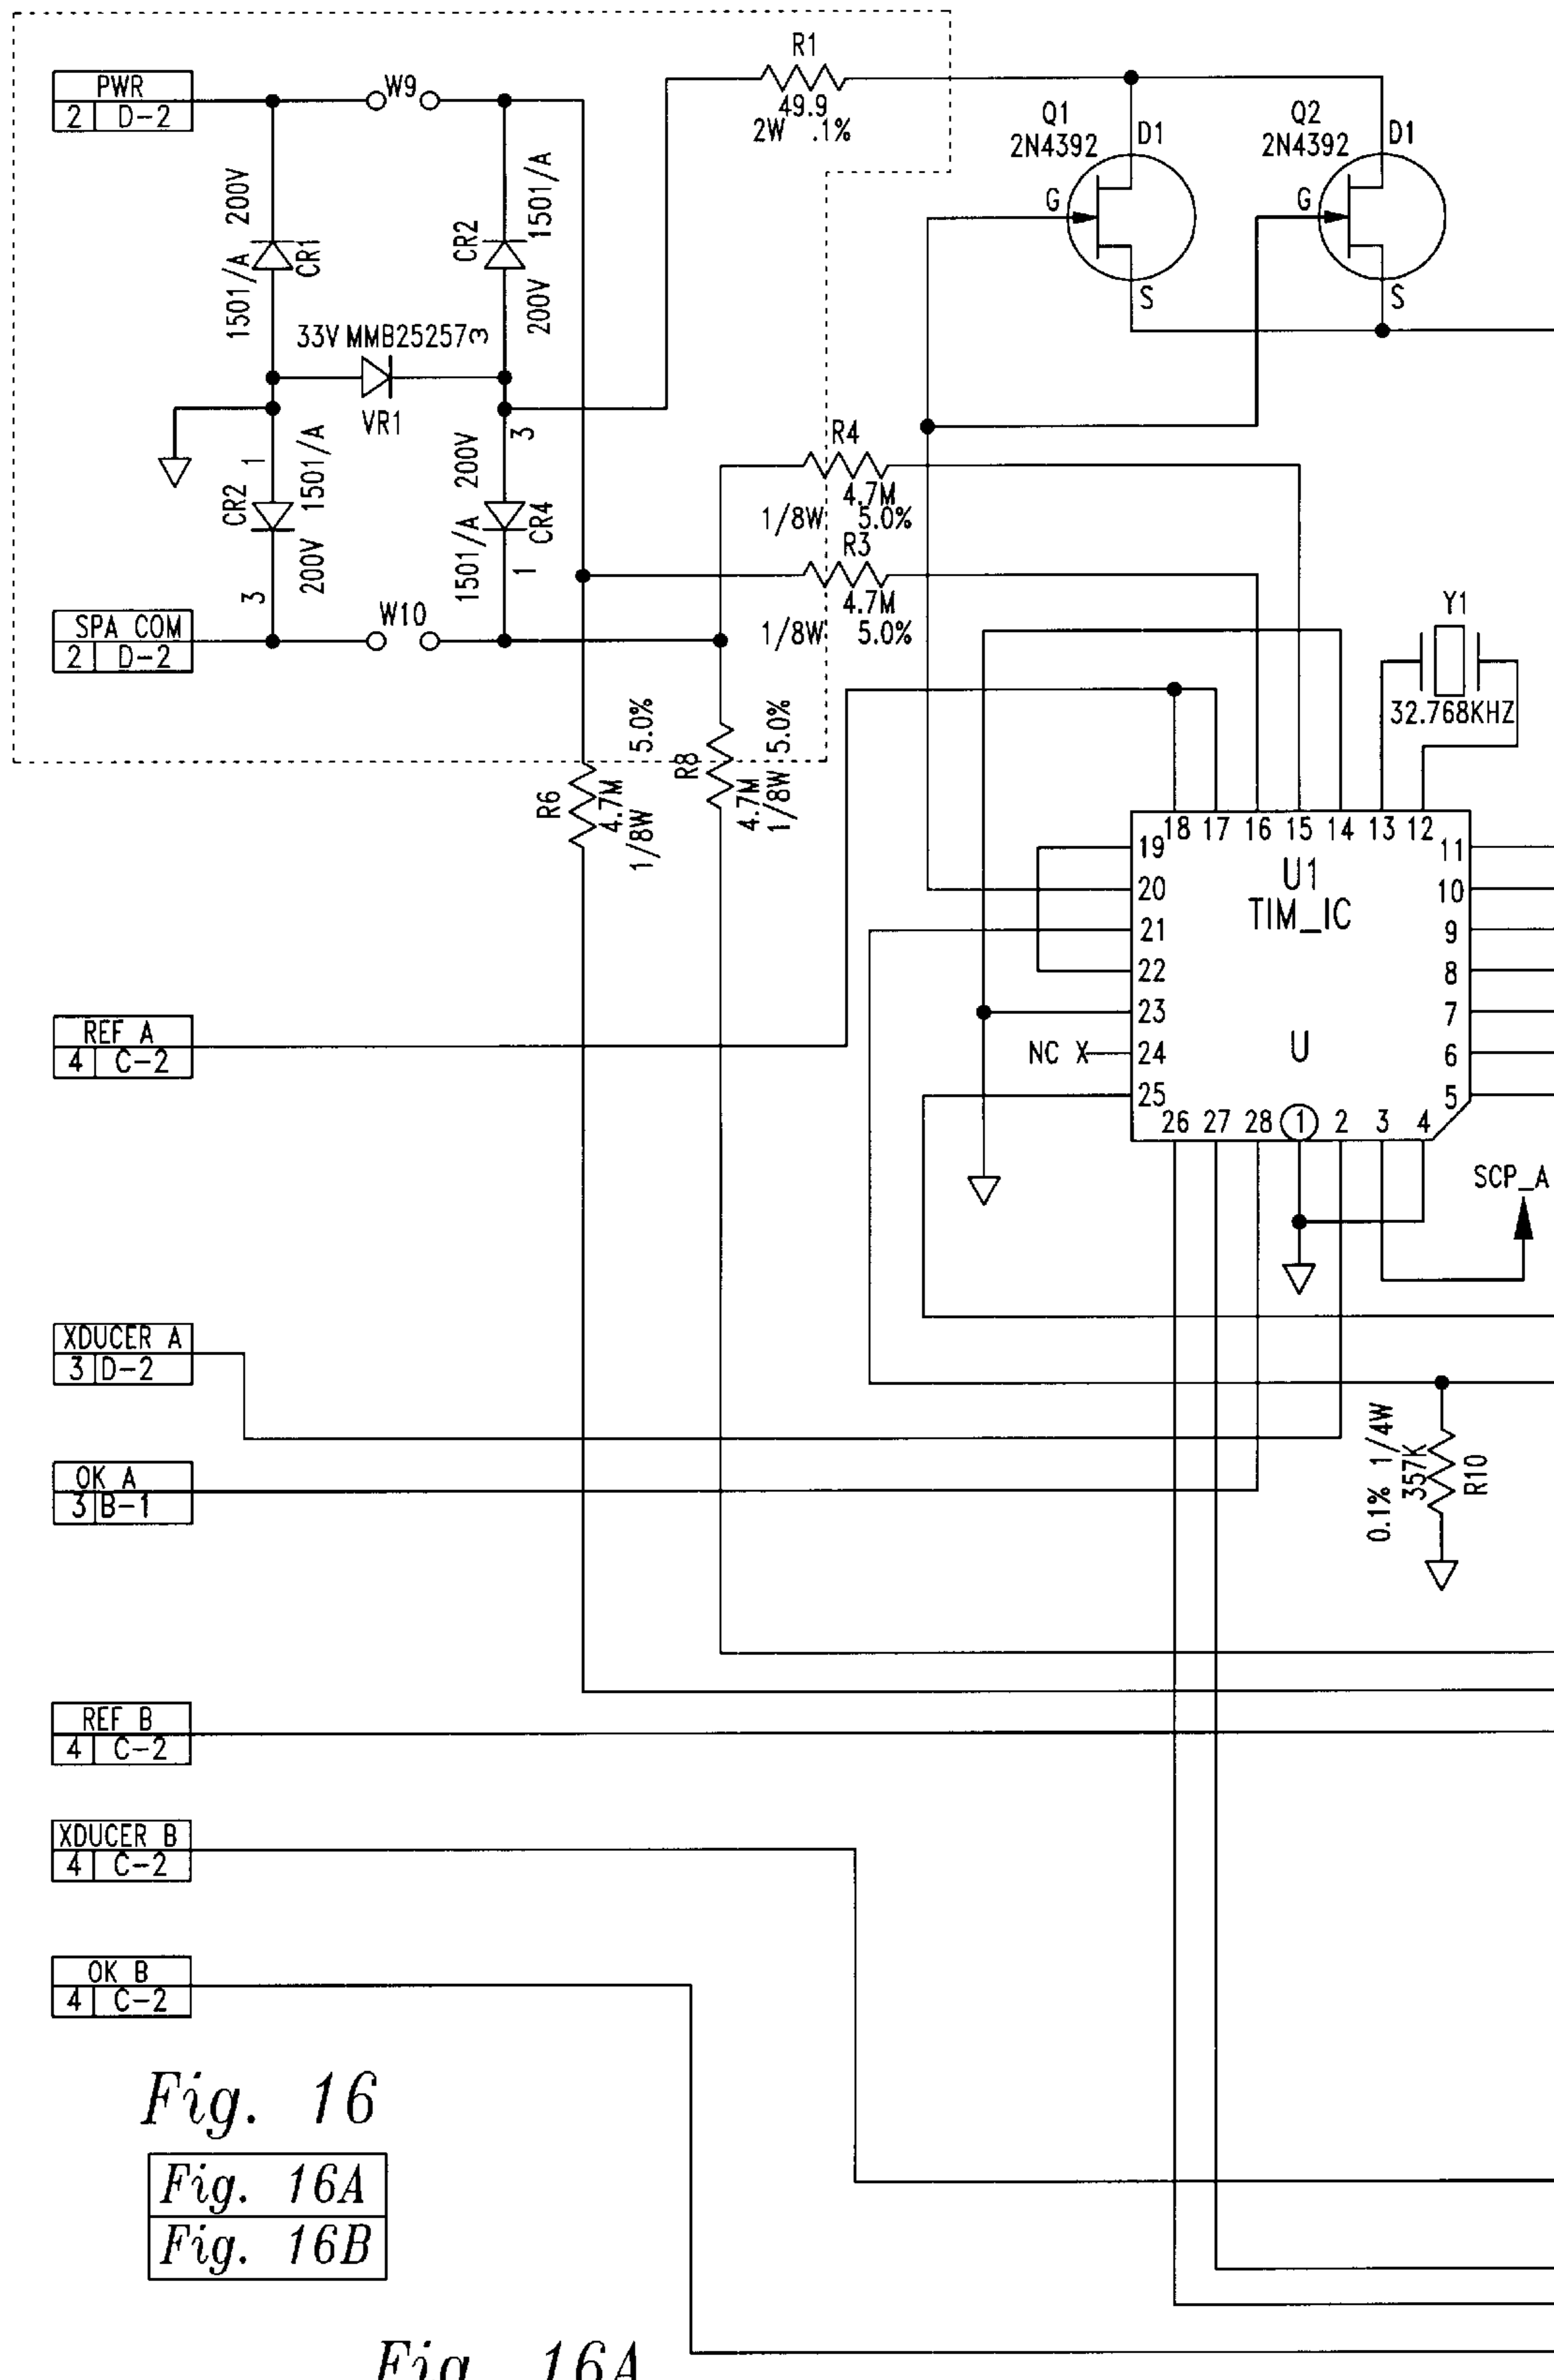 R1
49.9
2W .1%
PWR
2 D-2
W9
Q1
2N4392
D1
G
S
Q2
2N4392
D1
G
S
200V
1501/A
CR1
CR2
1501/A
200V
33V MMB25257 3
VR1
1
CR2
1501/A
200V
3
3
200V
1501/A
CR4
1
SPA COM
2 D-2
W10
R4
4.7M
1/8W 5.0%
R3
4.7M
1/8W 5.0%
R6
4.7M
1/8W
5.0%
R8
4.7M
1/8W 5.0%
Y1
32.768KHZ
18 17 16 15 14 13 12
19
20
21
22
23
NC X 24
25
U1
TIM_IC
U
11
10
9
8
7
6
5
26 27 28 1 2 3 4
SCP_A
REF A
4 C-2
XDUCER A
3 D-2
OK A
3 B-1
0.1% 1/4W
357K
R10
REF B
4 C-2
XDUCER B
4 C-2
OK B
4 C-2
Fig. 16
Fig. 16A
Fig. 16B
Fig. 16A